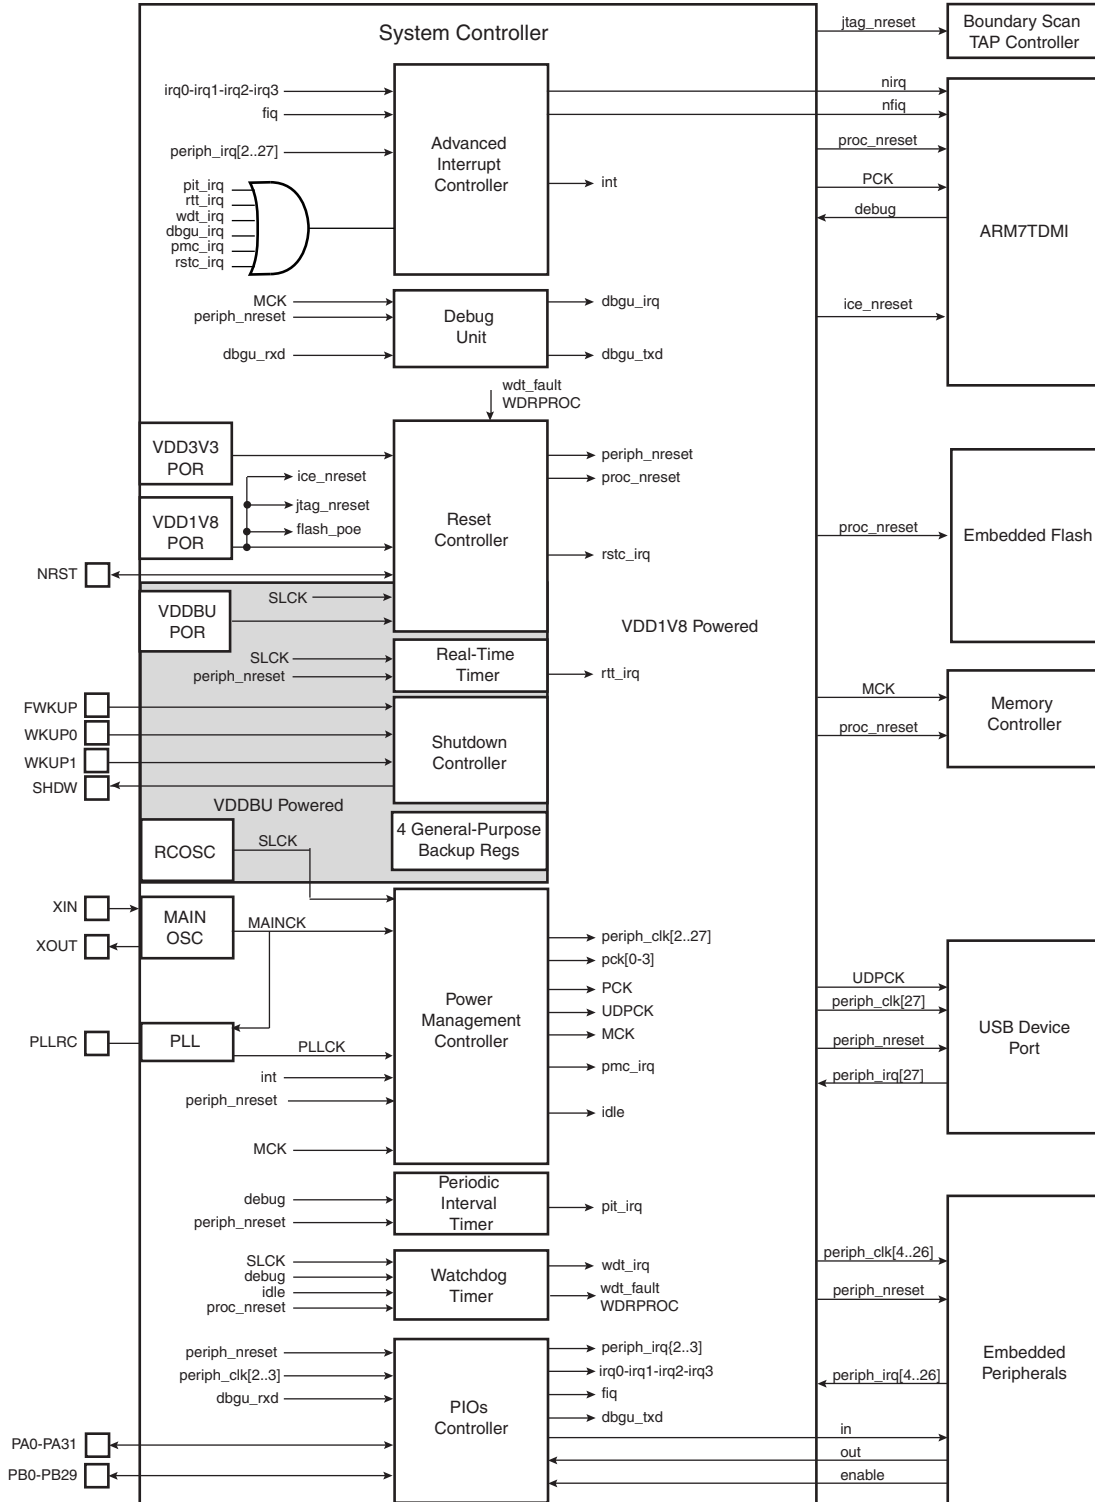 System Controller
jtag_nreset
Boundary Scan
TAP Controller
irq0-irq1-irq2-irq3
fiq
periph_irq[2..27]
pit_irq
rtt_irq
wdt_irq
dbgu_irq
pmc_irq
rstc_irq
Advanced
Interrupt
Controller
int
nirq
nfiq
proc_nreset
PCK
debug
ice_nreset
ARM7TDMI
MCK
periph_nreset
dbgu_rxd
Debug
Unit
dbgu_irq
dbgu_txd
wdt_fault
WDRPROC
VDD3V3
POR
VDD1V8
POR
ice_nreset
jtag_nreset
flash_poe
Reset
Controller
periph_nreset
proc_nreset
rstc_irq
proc_nreset
Embedded Flash
NRST
VDDBU
POR
SLCK
VDD1V8 Powered
SLCK
periph_nreset
Real-Time
Timer
rtt_irq
FWKUP
WKUP0
WKUP1
SHDW
Shutdown
Controller
VDDBU Powered
MCK
proc_nreset
Memory
Controller
RCOSC
SLCK
4 General-Purpose
Backup Regs
XIN
XOUT
MAIN
OSC
MAINCK
PLLRC
PLL
PLLCK
int
periph_nreset
MCK
Power
Management
Controller
periph_clk[2..27]
pck[0-3]
PCK
UDPCK
MCK
pmc_irq
idle
UDPCK
periph_clk[27]
periph_nreset
periph_irq[27]
USB Device
Port
debug
periph_nreset
Periodic
Interval
Timer
pit_irq
SLCK
debug
idle
proc_nreset
Watchdog
Timer
wdt_irq
wdt_fault
WDRPROC
periph_clk[4..26]
periph_nreset
periph_irq[4..26]
in
out
enable
Embedded
Peripherals
periph_nreset
periph_clk[2..3]
dbgu_rxd
PIOs
Controller
periph_irq{2..3]
irq0-irq1-irq2-irq3
fiq
dbgu_txd
PA0-PA31
PB0-PB29